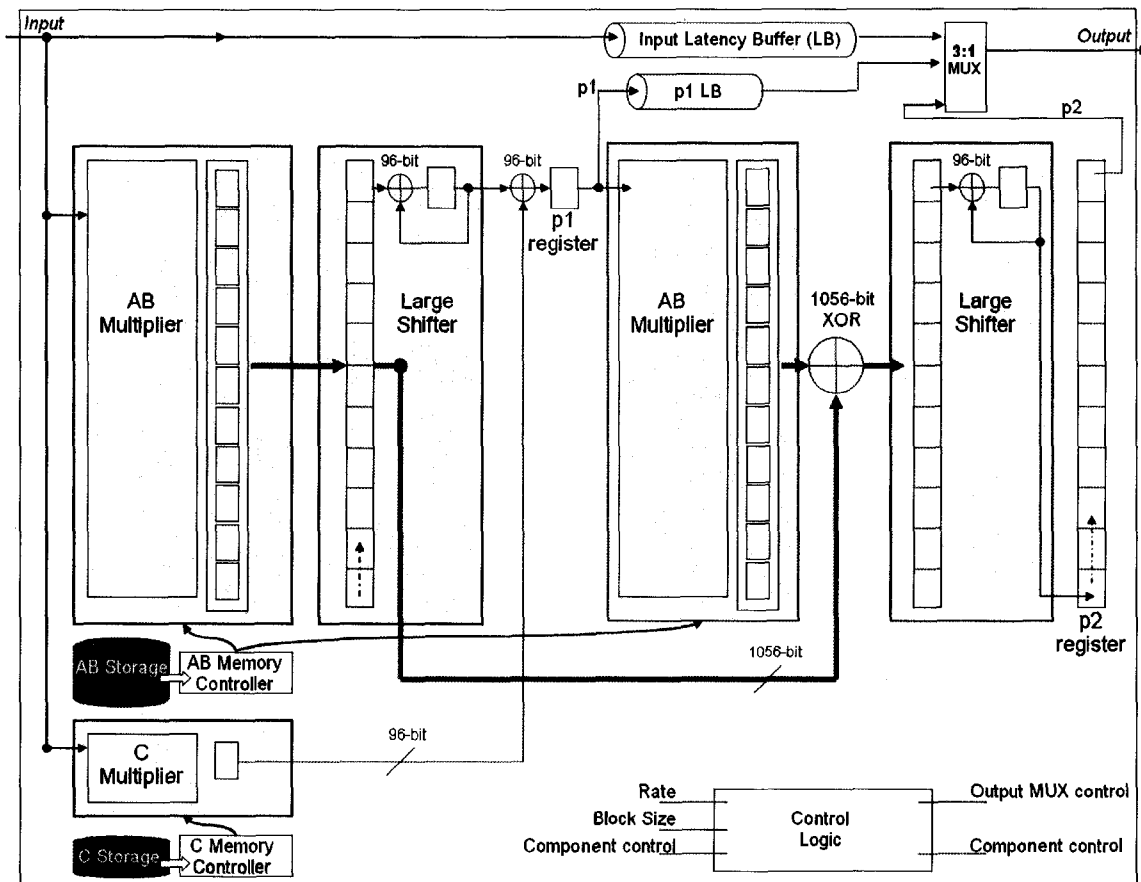 Input
Input Latency Buffer (LB)
3:1
MUX
Output
p1
p1 LB
p2
96-bit
96-bit
96-bit
p1
register
AB
Multiplier
Large
Shifter
AB
Multiplier
1056-bit
XOR
Large
Shifter
p2
register
AB Storage
AB Memory
Controller
1056-bit
C
Multiplier
96-bit
C Storage
C Memory
Controller
Rate
Block Size
Component control
Control
Logic
Output MUX control
Component control